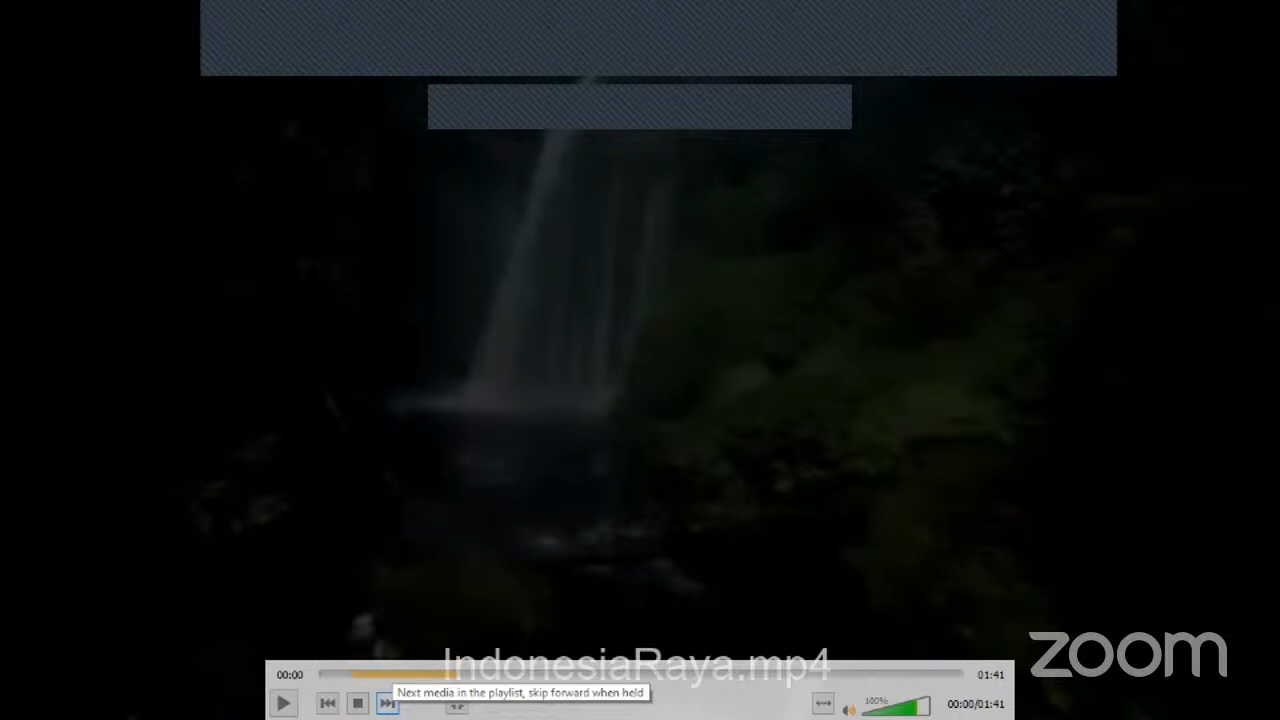 IndonesiaRaya.mp4
00:00
01:41
Next media in the playlist, skip forward when held
100%
00:00/01:41
zoom